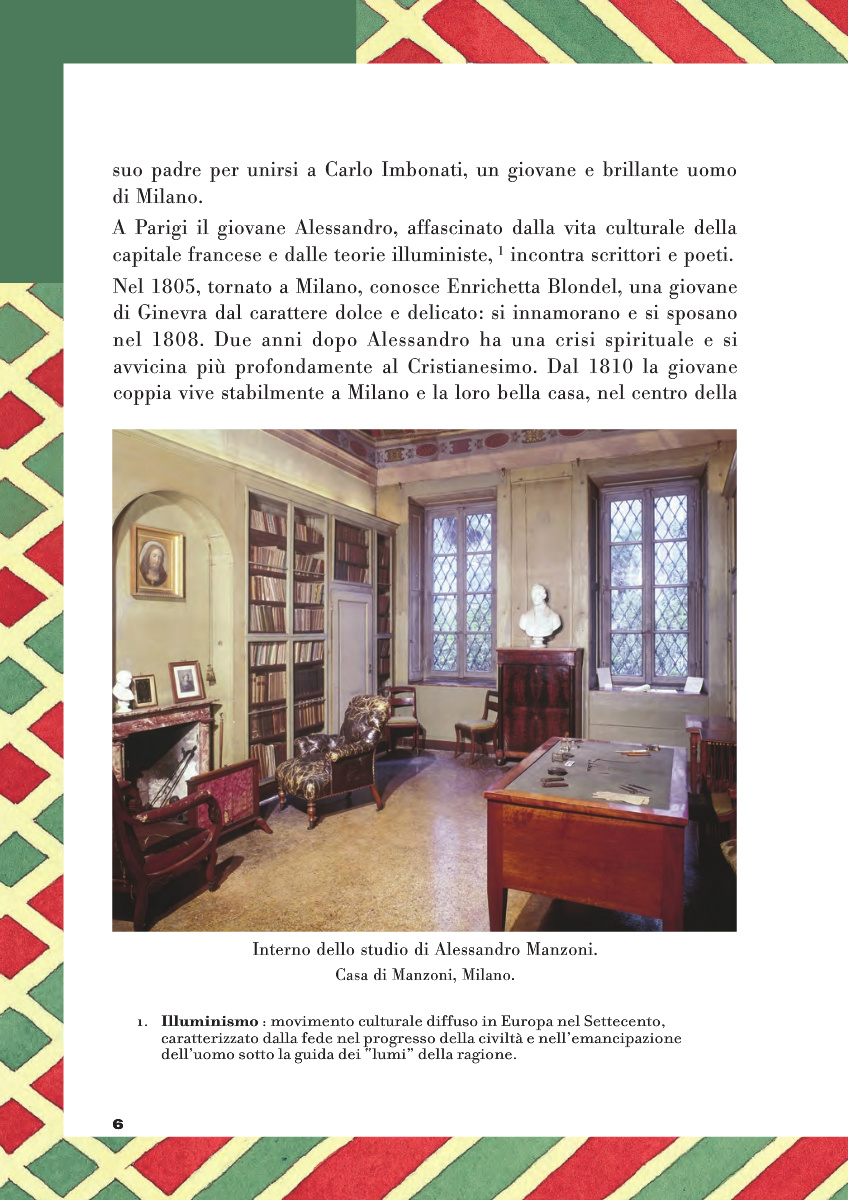 suo padre per unirsi a Carlo Imbonati, un giovane e brillante uomo
di Milano.
A Parigi il giovane Alessandro, affascinato dalla vita culturale della
capitale francese e dalle teorie illuministe, 1 incontra scrittori e poeti.
Nel 1805, tornato a Milano, conosce Enrichetta Blondel, una giovane
di Ginevra dal carattere dolce e delicato: si innamorano e si sposano
nel 1808. Due anni dopo Alessandro ha una crisi spirituale e si
avvicina più profondamente al Cristianesimo. Dal 1810 la giovane
coppia vive stabilmente a Milano e la loro bella casa, nel centro della
Interno dello studio di Alessandro Manzoni.
Casa di Manzoni, Milano.
1. Illuminismo : movimento culturale diffuso in Europa nel Settecento,
caratterizzato dalla fede nel progresso della civiltà e nell'emancipazione
dell'uomo sotto la guida dei "lumi" della ragione.
6